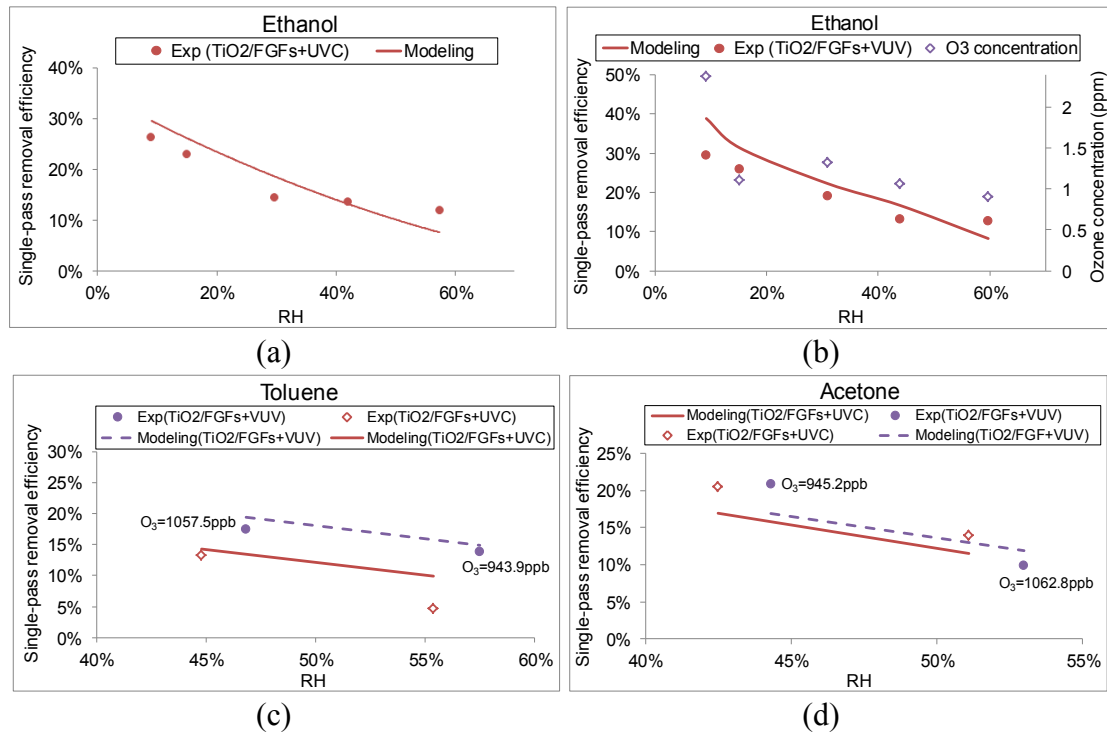 Ethanol
Exp (TiO2/FGFs+UVC) Modeling
Single-pass removal efficiency
40%
30%
20%
10%
0%
0% 20% 40% 60%
RH
(a)
Ethanol
Modeling Exp (TiO2/FGFs+VUV) O3 concentration
Single-pass removal efficiency
50%
40%
30%
20%
10%
0%
2
1.5
1
0.5
0
Ozone concentration (ppm)
0% 20% 40% 60%
RH
(b)
Toluene
Exp(TiO2/FGFs+VUV) Exp(TiO2/FGFs+UVC)
Modeling(TiO2/FGFs+VUV) Modeling(TiO2/FGFs+UVC)
Single-pass removal efficiency
30%
25%
20%
15%
10%
5%
0%
O₃=1057.5ppb
O₃=943.9ppb
40% 45% 50% 55% 60%
RH
(c)
Acetone
Modeling(TiO2/FGFs+UVC) Exp(TiO2/FGFs+VUV)
Exp(TiO2/FGFs+UVC) Modeling(TiO2/FGF+VUV)
Single-pass removal efficiency
25%
20%
15%
10%
5%
0%
O₃=945.2ppb
O₃=1062.8ppb
40% 45% 50% 55%
RH
(d)